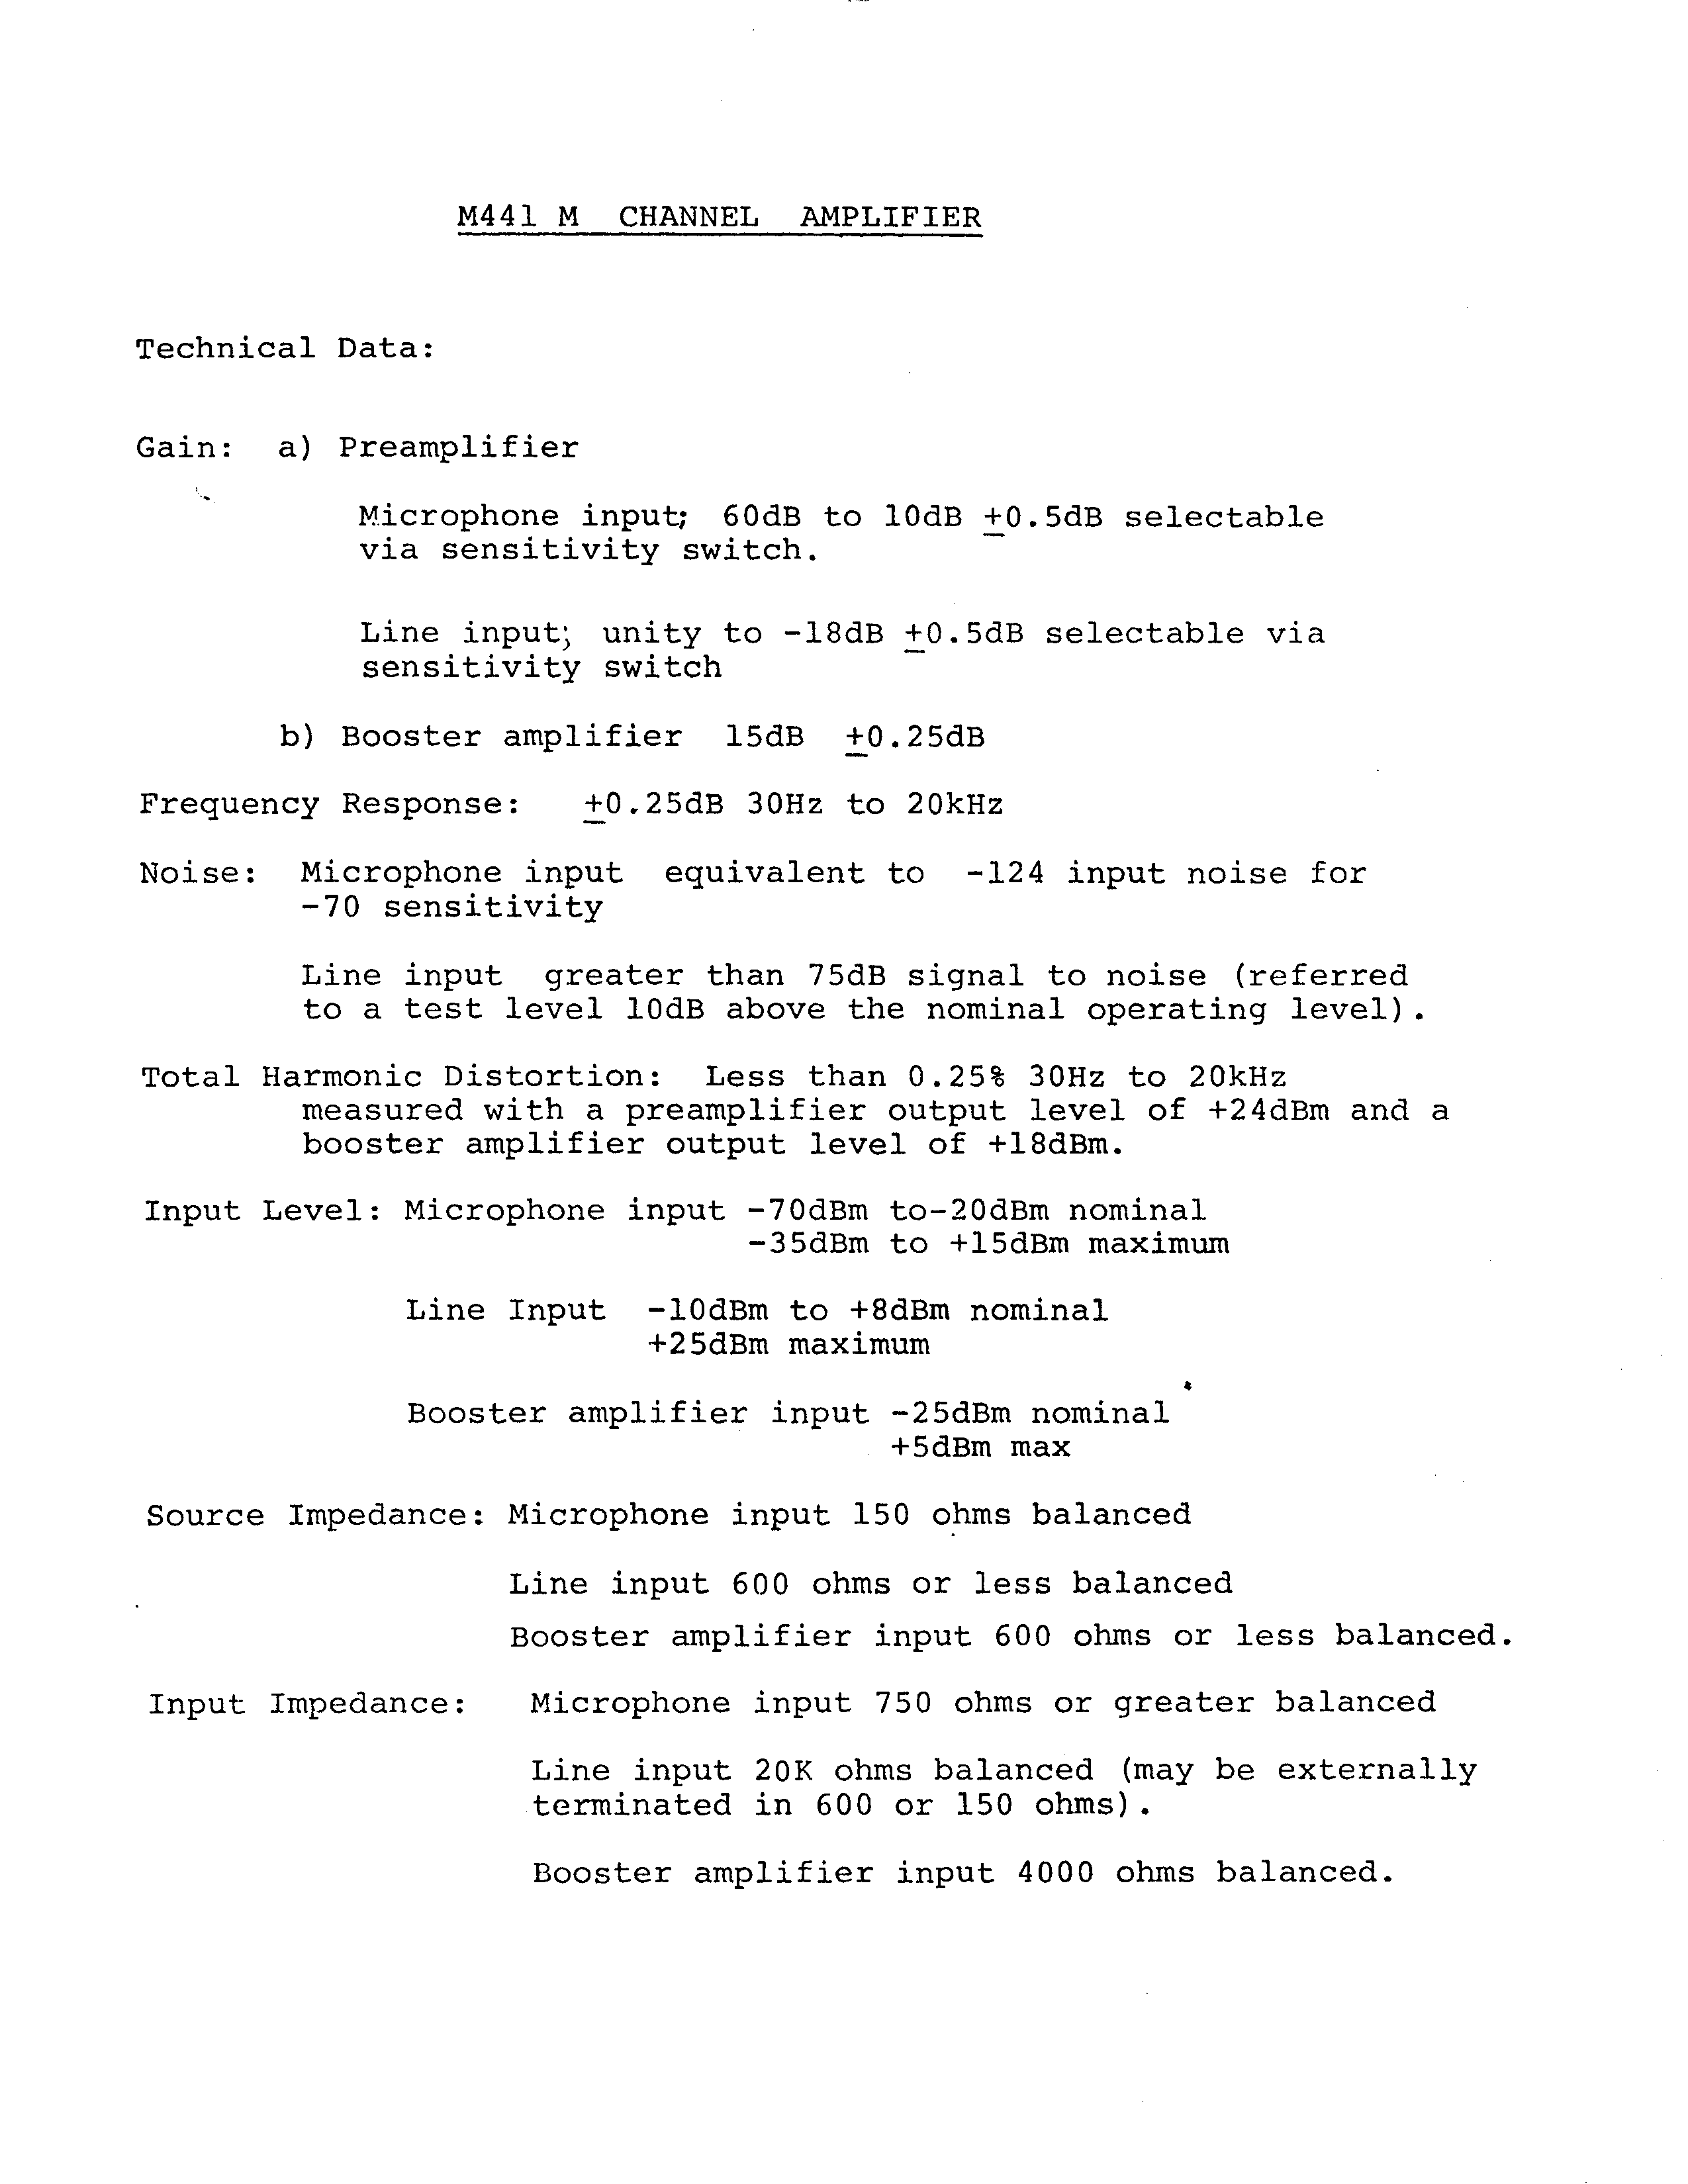 M441 M CHANNEL AMPLIFIER
Technical Data:
Gain: a) Preamplifier
Microphone input; 60dB to 10dB ±0.5dB selectable
via sensitivity switch.
Line input; unity to -18dB ±0.5dB selectable via
sensitivity switch
b) Booster amplifier 15dB ±0.25dB
Frequency Response: ±0.25dB 30Hz to 20kHz
Noise: Microphone input equivalent to -124 input noise for
-70 sensitivity
Line input greater than 75dB signal to noise (referred
to a test level 10dB above the nominal operating level).
Total Harmonic Distortion: Less than 0.25% 30Hz to 20kHz
measured with a preamplifier output level of +24dBm and a
booster amplifier output level of +18dBm.
Input Level: Microphone input -70dBm to-20dBm nominal
-35dBm to +15dBm maximum
Line Input -10dBm to +8dBm nominal
+25dBm maximum
Booster amplifier input -25dBm nominal
+5dBm max
Source Impedance: Microphone input 150 ohms balanced
Line input 600 ohms or less balanced
Booster amplifier input 600 ohms or less balanced.
Input Impedance: Microphone input 750 ohms or greater balanced
Line input 20K ohms balanced (may be externally
terminated in 600 or 150 ohms).
Booster amplifier input 4000 ohms balanced.